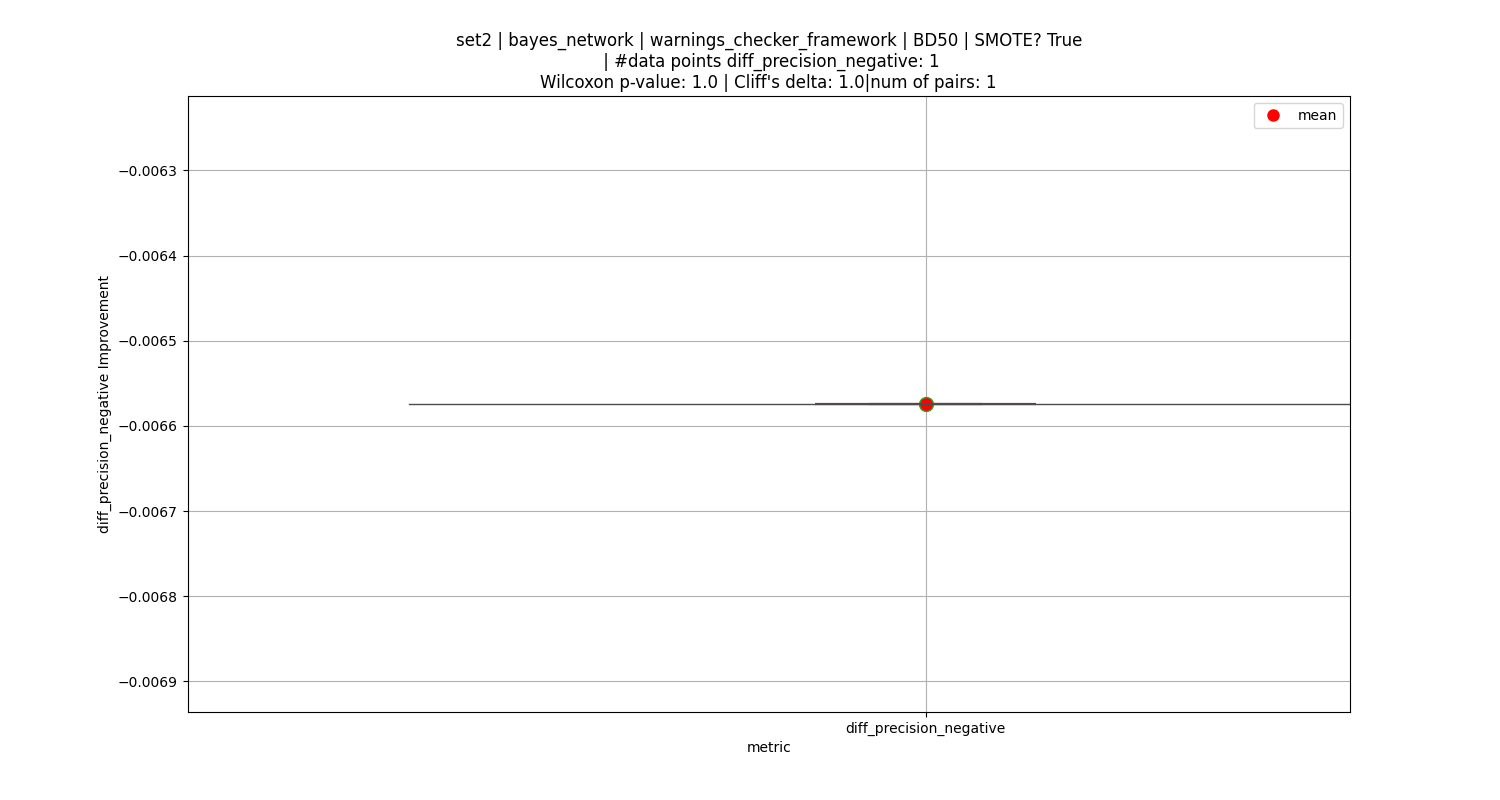 set2 | bayes_network | warnings_checker_framework | BD50 | SMOTE? True
| #data points diff_precision_negative: 1
Wilcoxon p-value: 1.0 | Cliff's delta: 1.0|num of pairs: 1
mean
−0.0063
−0.0064
−0.0065
−0.0066
−0.0067
−0.0068
−0.0069
diff_precision_negative Improvement
diff_precision_negative
metric